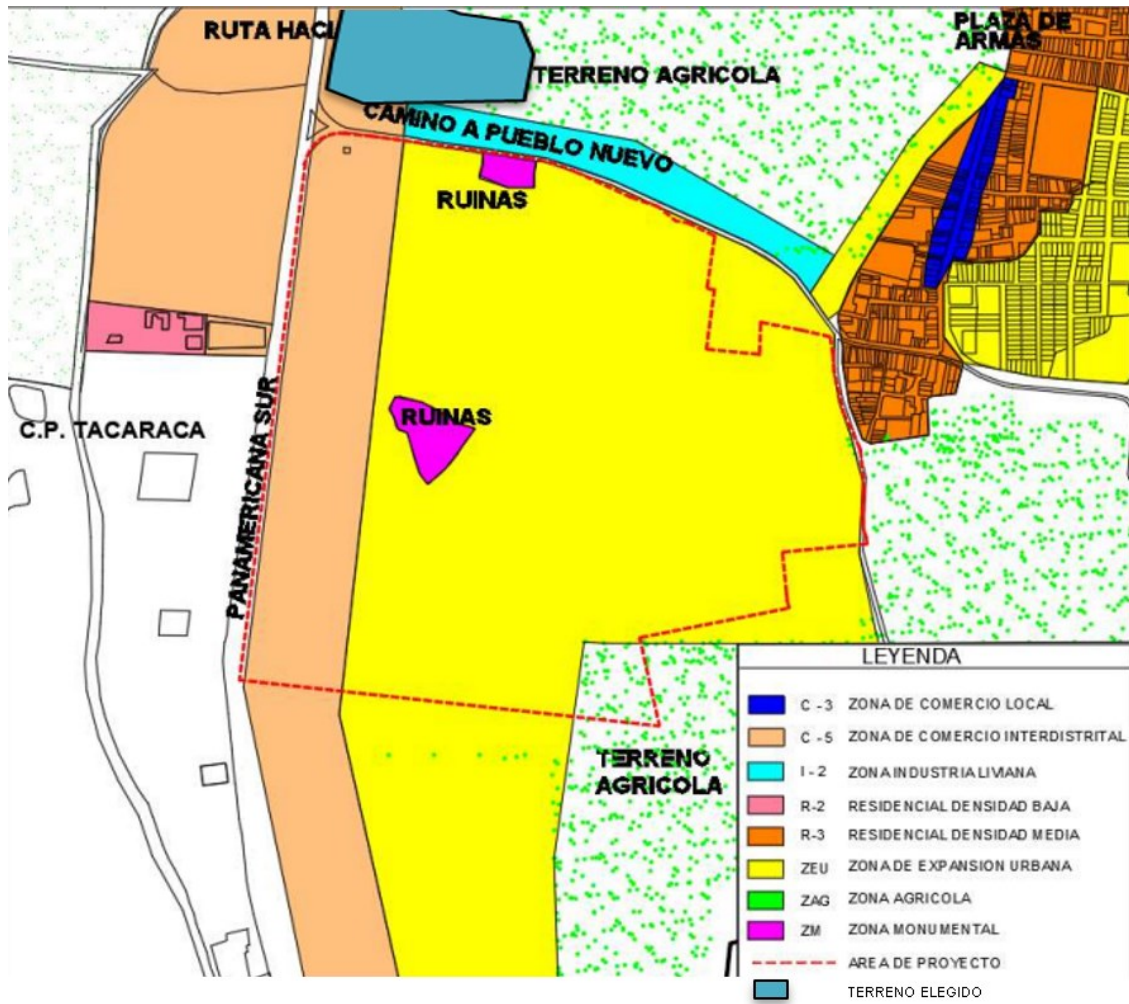 RUTA HACI
PLAZA DE
ARMAS
TERRENO AGRICOLA
CAMINO A PUEBLO NUEVO
RUINAS
RUINAS
C.P. TACARACA
PANAMERICANA SUR
TERRENO
AGRICOLA
LEYENDA
C - 3 ZONA DE COMERCIO LOCAL
C - 5 ZONA DE COMERCIO INTERDISTRITAL
I - 2 ZONA INDUSTRIA LIVIANA
R-2 RESIDENCIAL DENSIDAD BAJA
R-3 RESIDENCIAL DENSIDAD MEDIA
ZEU ZONA DE EXPANSION URBANA
ZAG ZONA AGRICOLA
ZM ZONA MONUMENTAL
AREA DE PROYECTO
TERRENO ELEGIDO